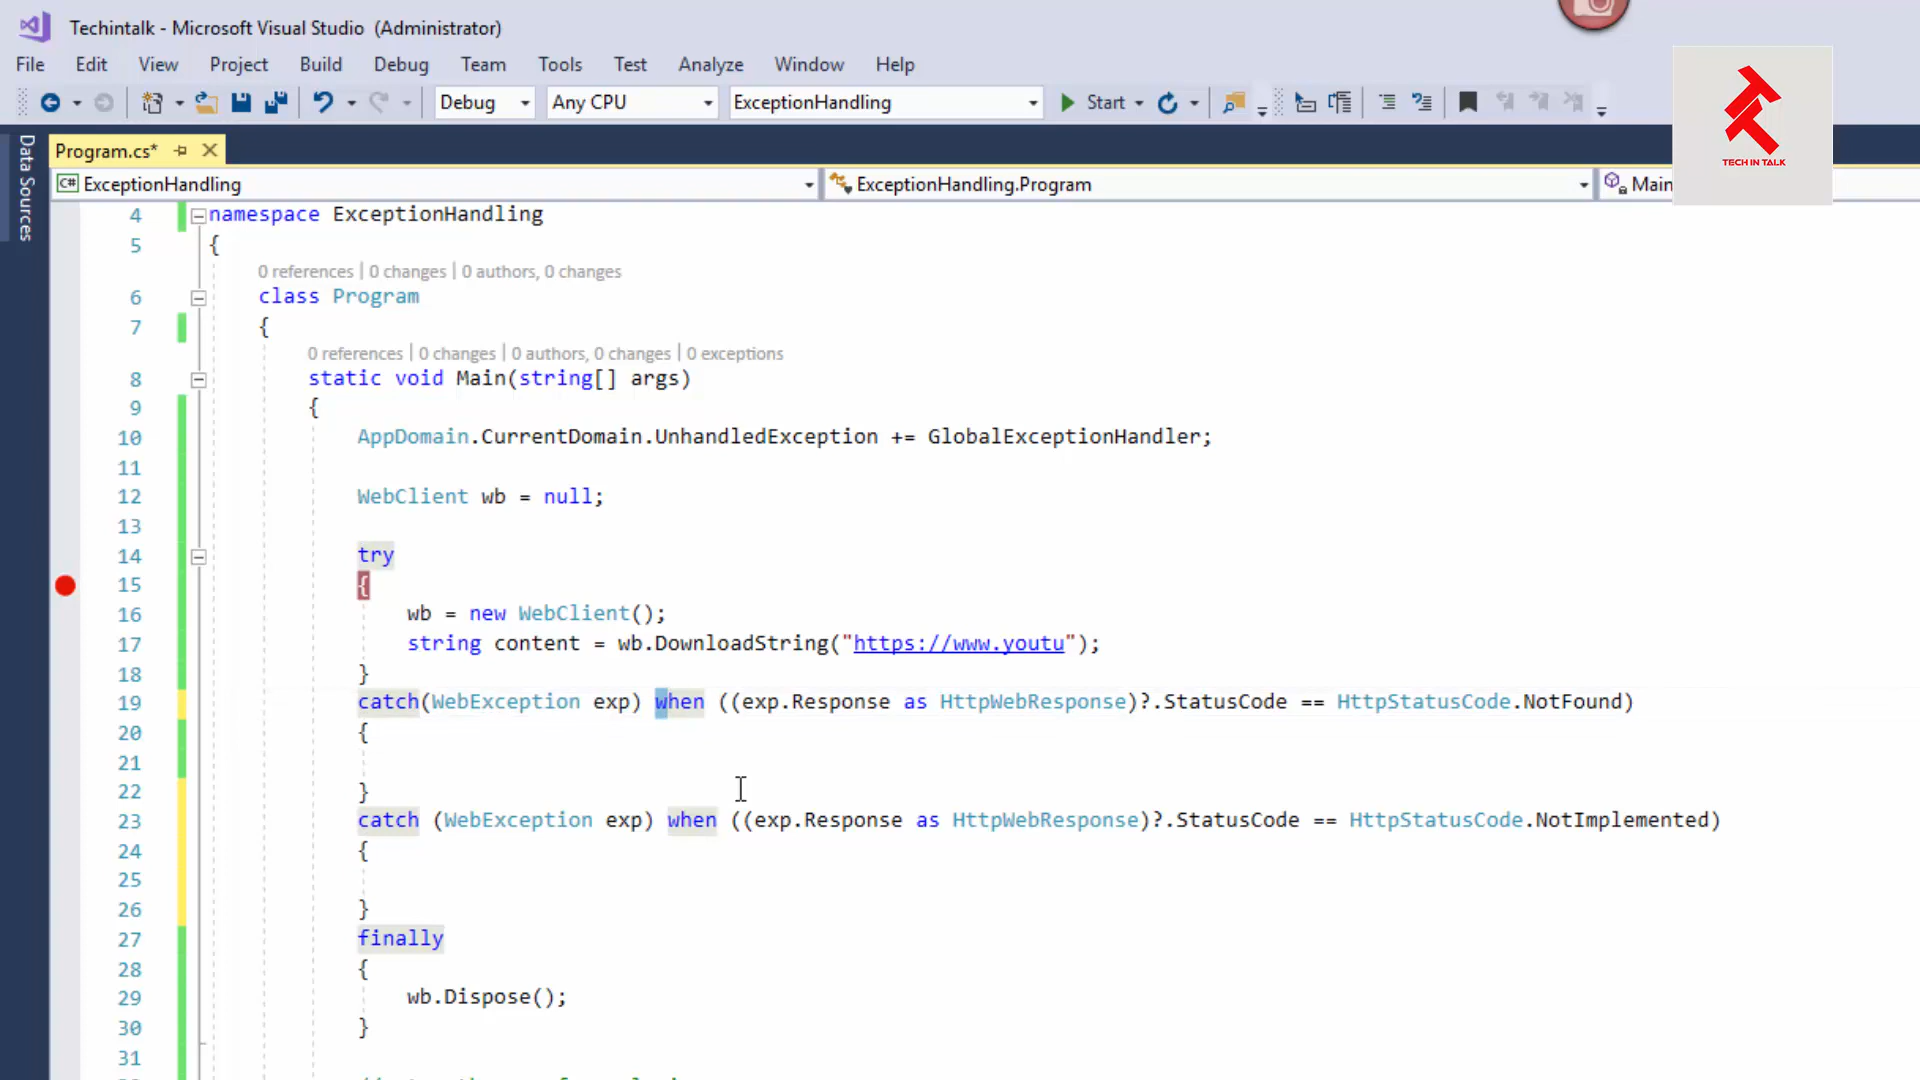 Techintalk - Microsoft Visual Studio (Administrator)
File Edit View Project Build Debug Team Tools Test Analyze Window Help
Debug Any CPU ExceptionHandling Start
TECH IN TALK
Data Sources
Program.cs*
C# ExceptionHandling ExceptionHandling.Program Main
4 namespace ExceptionHandling
5 {
0 references | 0 changes | 0 authors, 0 changes
6 class Program
7 {
0 references | 0 changes | 0 authors, 0 changes | 0 exceptions
8 static void Main(string[] args)
9 {
10 AppDomain.CurrentDomain.UnhandledException += GlobalExceptionHandler;
11
12 WebClient wb = null;
13
14 try
15 {
16 wb = new WebClient();
17 string content = wb.DownloadString("https://www.youtu");
18 }
19 catch(WebException exp) when ((exp.Response as HttpWebResponse)?.StatusCode == HttpStatusCode.NotFound)
20 {
21
22 }
23 catch (WebException exp) when ((exp.Response as HttpWebResponse)?.StatusCode == HttpStatusCode.NotImplemented)
24 {
25
26 }
27 finally
28 {
29 wb.Dispose();
30 }
31